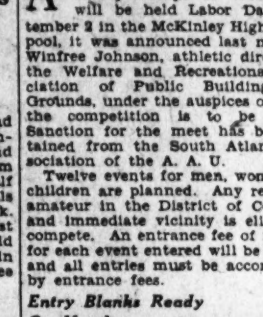 A
will be held Labor Da
tember 2 in the McKinley High
pool, it was announced last n
Winfree Johnson, athletic dir
the Welfare and Recreationa
ciation of Public Building
Grounds, under the auspices o
the competition is to be
Sanction for the meet has b
tained from the South Atlan
sociation of the A. A. U.
Twelve events for men, wom
children are planned. Any re
amateur in the District of C
and immediate vicinity is eli
compete. An entrance fee of
for each event entered will be
and all entries must be accom
by entrance fees.
Entry Blanks Ready